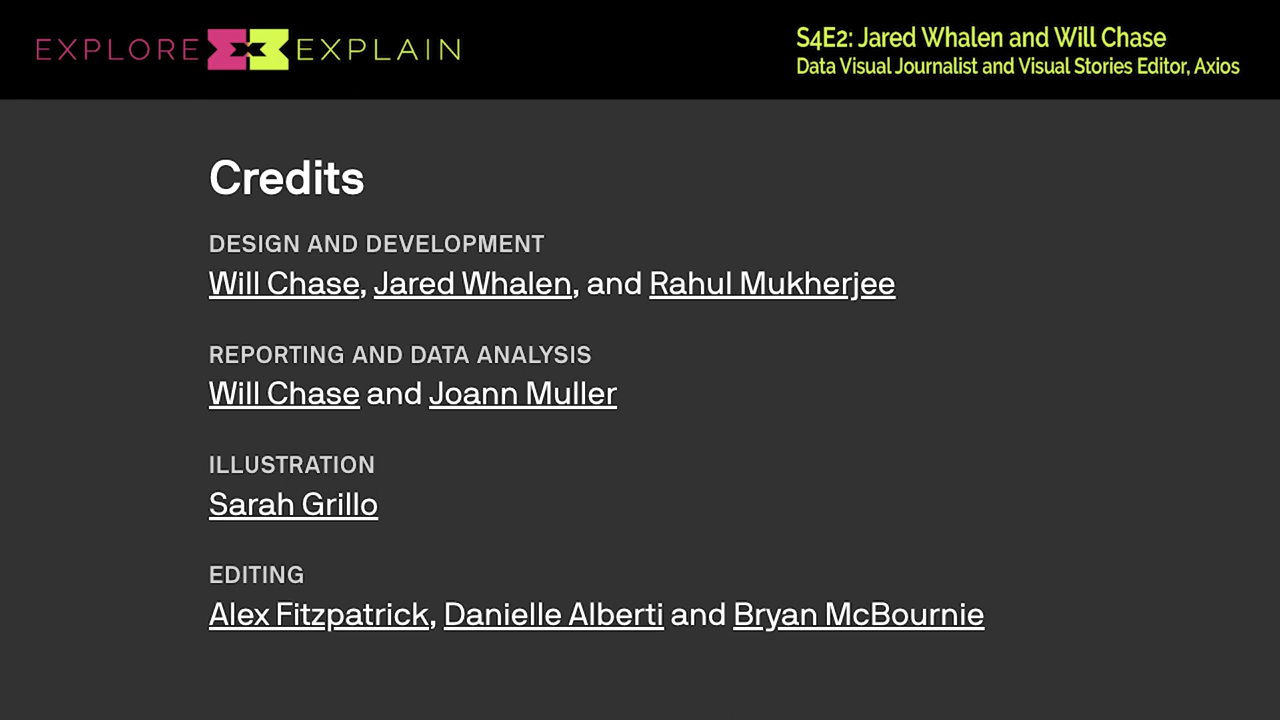 EXPLORE EXPLAIN
S4E2: Jared Whalen and Will Chase
Data Visual Journalist and Visual Stories Editor, Axios
Credits
DESIGN AND DEVELOPMENT
Will Chase, Jared Whalen, and Rahul Mukherjee
REPORTING AND DATA ANALYSIS
Will Chase and Joann Muller
ILLUSTRATION
Sarah Grillo
EDITING
Alex Fitzpatrick, Danielle Alberti and Bryan McBournie